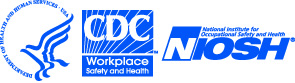 DEPARTMENT OF HEALTH AND HUMAN SERVICES • USA
CDC
Workplace
Safety and Health
TM
National Institute for
Occupational Safety and Health
NIOSH